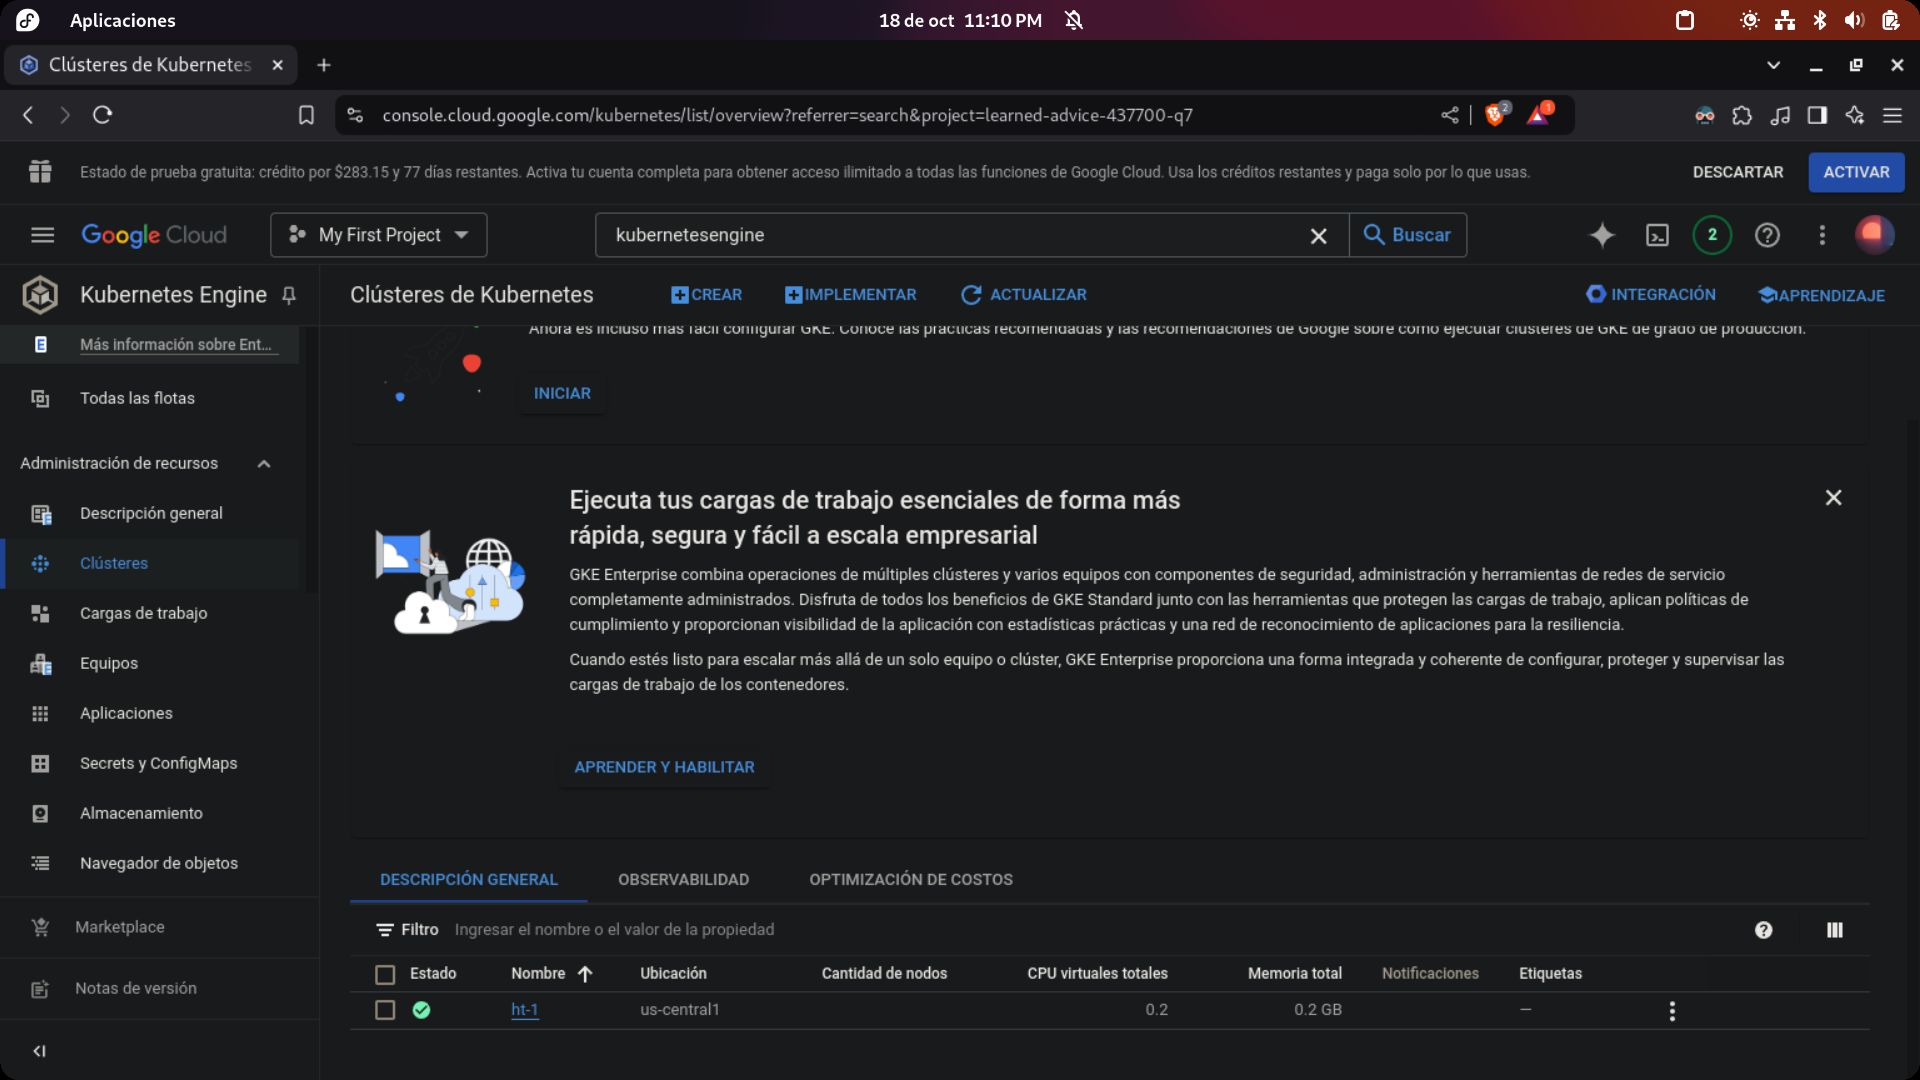 Aplicaciones
18 de oct 11:10 PM
Clústeres de Kubernetes
console.cloud.google.com/kubernetes/list/overview?referrer=search&project=learned-advice-437700-q7
2
1
Estado de prueba gratuita: crédito por $283.15 y 77 días restantes. Activa tu cuenta completa para obtener acceso ilimitado a todas las funciones de Google Cloud. Usa los créditos restantes y paga solo por lo que usas.
DESCARTAR
ACTIVAR
Google Cloud
My First Project
kubernetesengine
Buscar
2
Kubernetes Engine
Clústeres de Kubernetes
CREAR
IMPLEMENTAR
ACTUALIZAR
INTEGRACIÓN
APRENDIZAJE
E
Más información sobre Ent...
Todas las flotas
Administración de recursos
Descripción general
Clústeres
Cargas de trabajo
Equipos
Aplicaciones
Secrets y ConfigMaps
Almacenamiento
Navegador de objetos
Marketplace
Notas de versión
Ahora es incluso más fácil configurar GKE. Conoce las prácticas recomendadas y las recomendaciones de Google sobre cómo ejecutar clústeres de GKE de grado de producción.
INICIAR
Ejecuta tus cargas de trabajo esenciales de forma más
rápida, segura y fácil a escala empresarial
GKE Enterprise combina operaciones de múltiples clústeres y varios equipos con componentes de seguridad, administración y herramientas de redes de servicio
completamente administrados. Disfruta de todos los beneficios de GKE Standard junto con las herramientas que protegen las cargas de trabajo, aplican políticas de
cumplimiento y proporcionan visibilidad de la aplicación con estadísticas prácticas y una red de reconocimiento de aplicaciones para la resiliencia.
Cuando estés listo para escalar más allá de un solo equipo o clúster, GKE Enterprise proporciona una forma integrada y coherente de configurar, proteger y supervisar las
cargas de trabajo de los contenedores.
APRENDER Y HABILITAR
DESCRIPCIÓN GENERAL
OBSERVABILIDAD
OPTIMIZACIÓN DE COSTOS
Filtro Ingresar el nombre o el valor de la propiedad
Estado Nombre Ubicación Cantidad de nodos CPU virtuales totales Memoria total Notificaciones Etiquetas
ht-1 us-central1 0.2 0.2 GB —